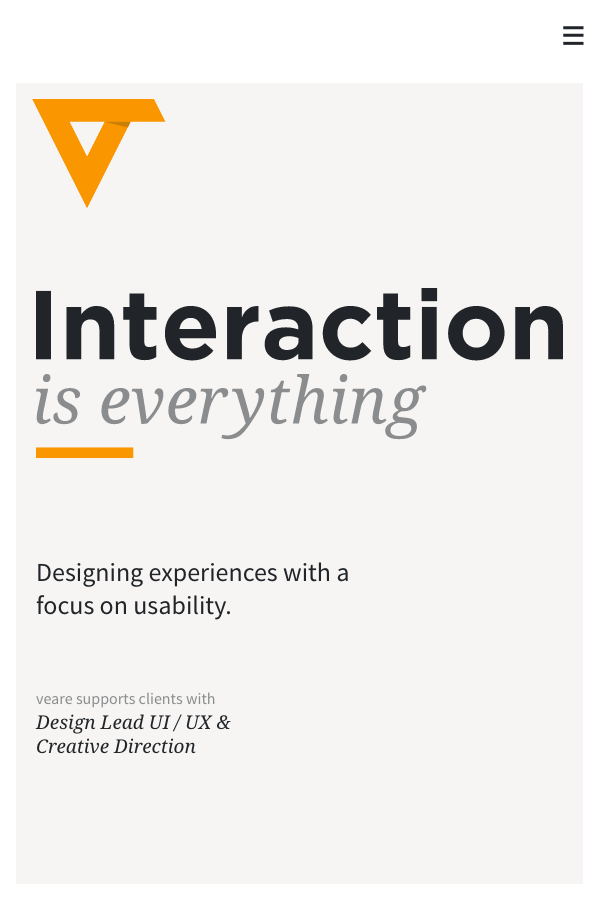 Interaction
is everything
Designing experiences with a
focus on usability.
veare supports clients with
Design Lead UI / UX &
Creative Direction